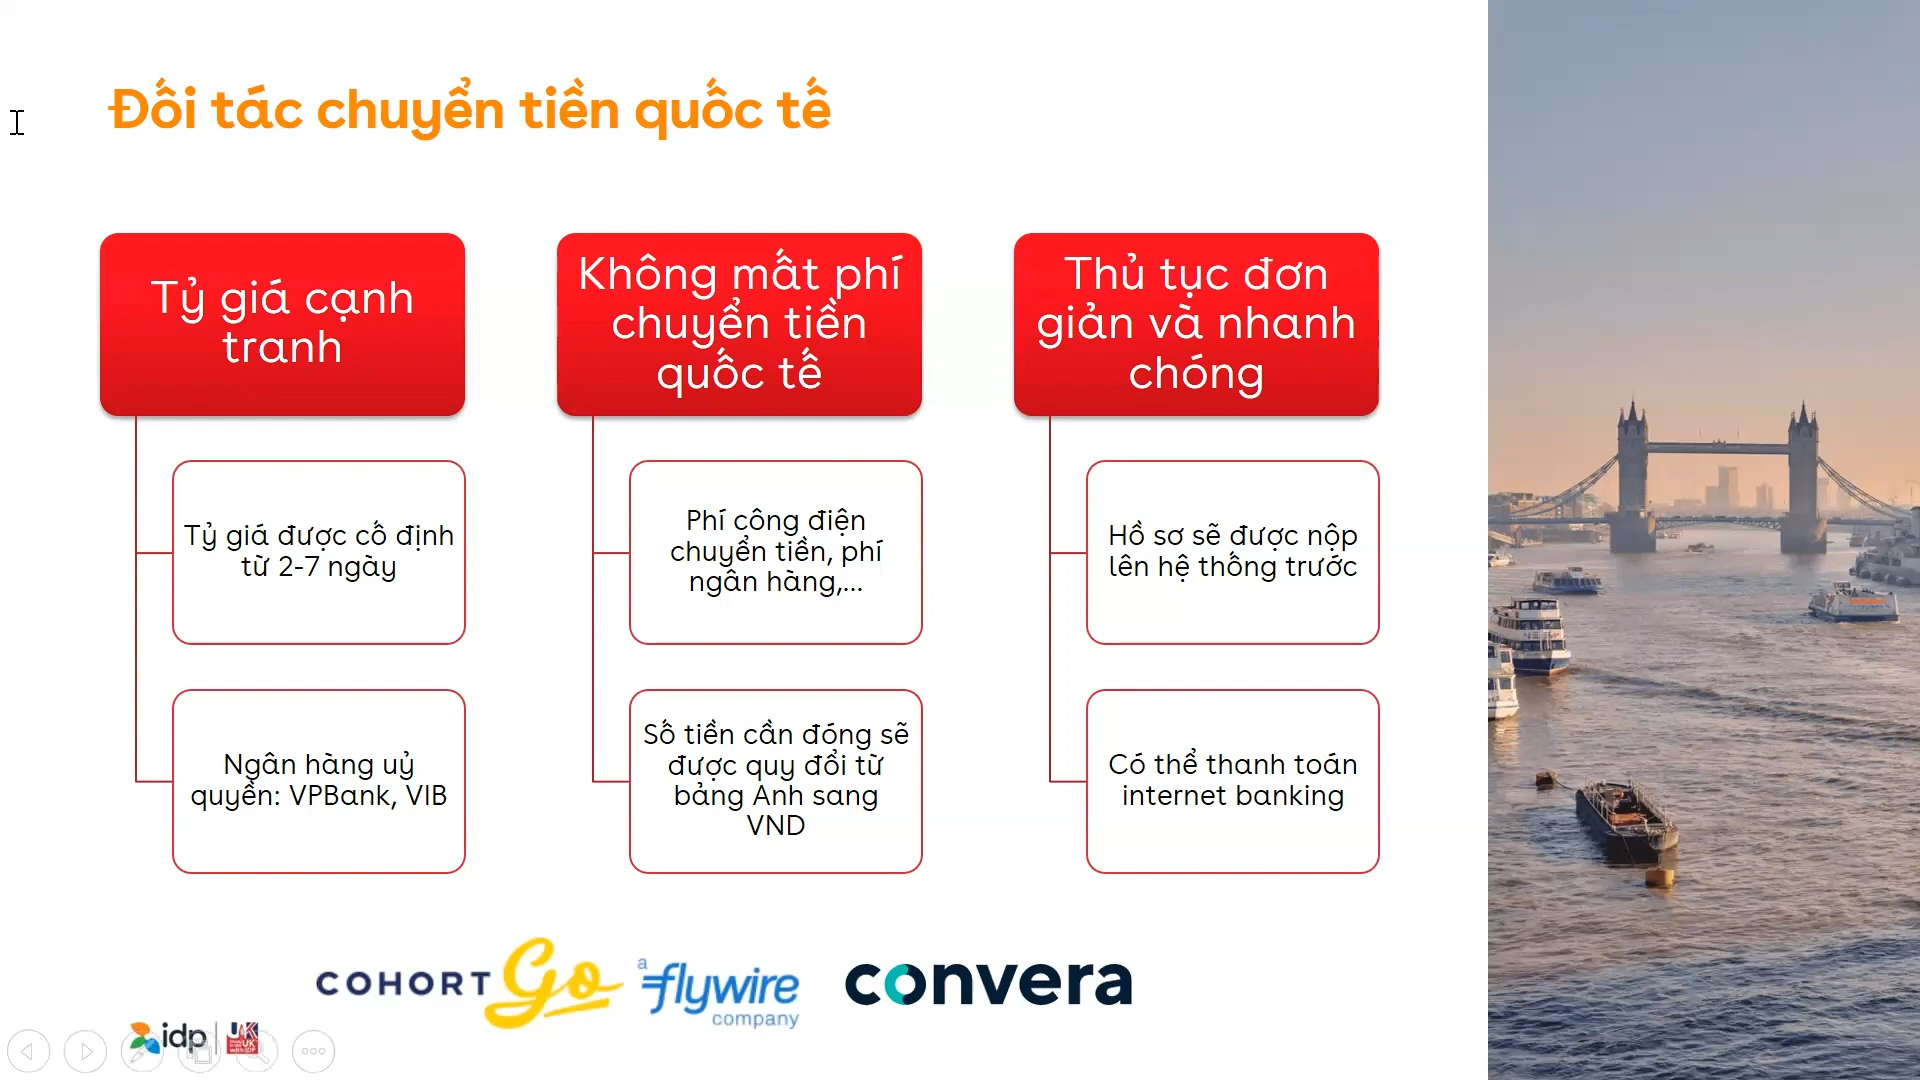 Đối tác chuyển tiền quốc tế
Tỷ giá cạnh
tranh
Tỷ giá được cố định
từ 2-7 ngày
Ngân hàng uỷ
quyền: VPBank, VIB
Không mất phí
chuyển tiền
quốc tế
Phí công điện
chuyển tiền, phí
ngân hàng,...
Số tiền cần đóng sẽ
được quy đổi từ
bảng Anh sang
VND
Thủ tục đơn
giản và nhanh
chóng
Hồ sơ sẽ được nộp
lên hệ thống trước
Có thể thanh toán
internet banking
COHORT Go
a flywire
company
convera
idp
UK